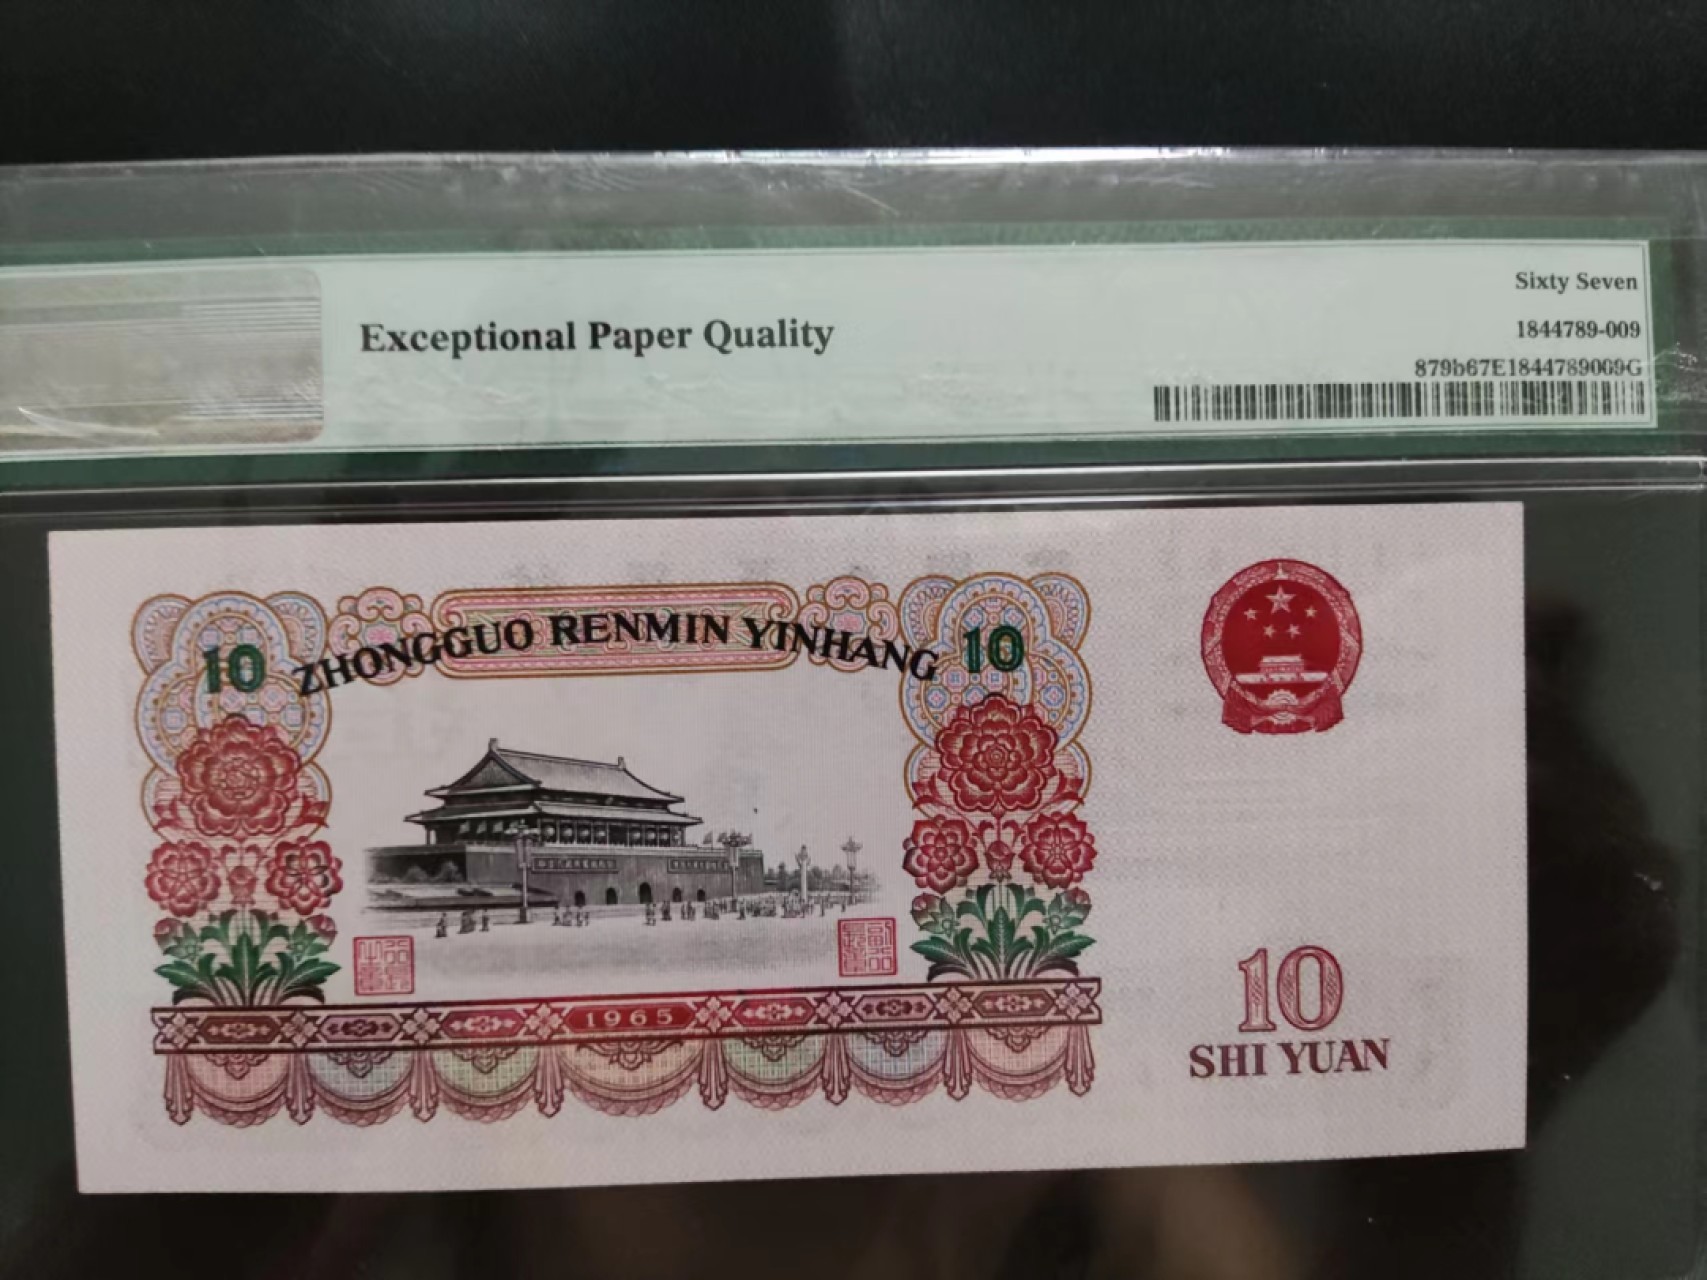 Sixty Seven
Exceptional Paper Quality
1844789-009
879b67E1844789009G
10 ZHONGGUO RENMIN YINHANG 10
1965
10
SHI YUAN